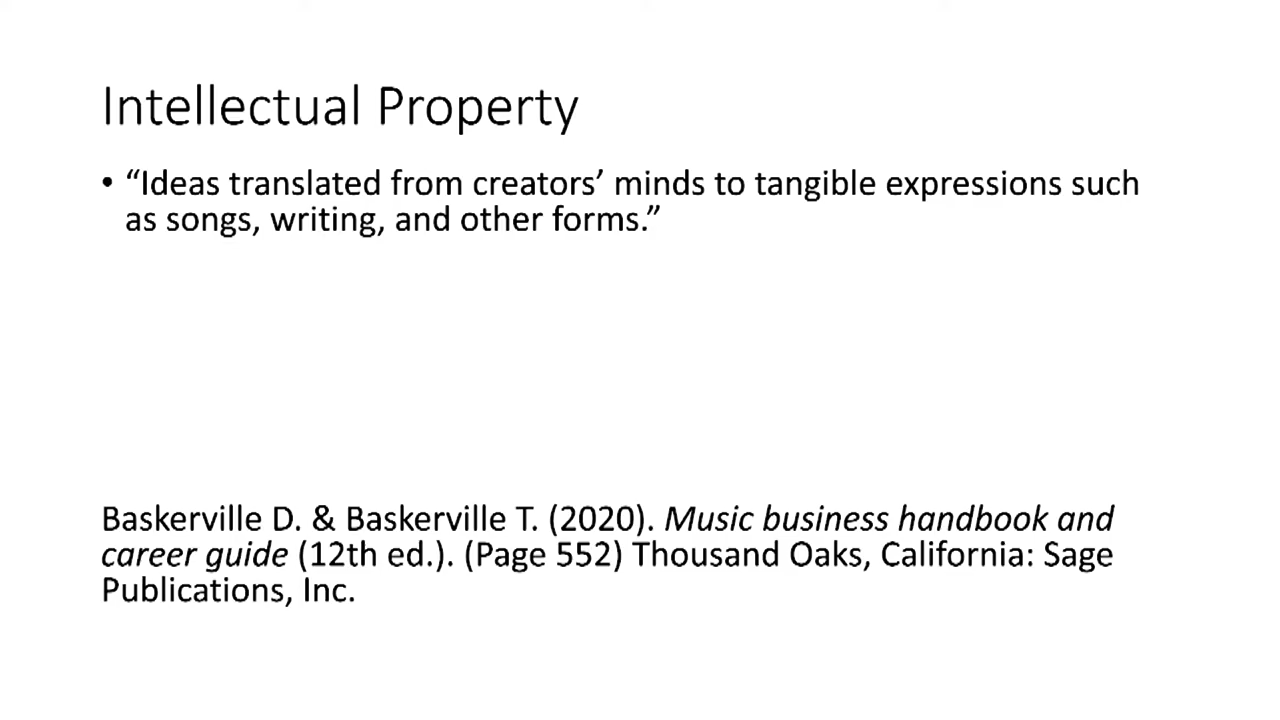 Intellectual Property
• “Ideas translated from creators’ minds to tangible expressions such
as songs, writing, and other forms.”
Baskerville D. & Baskerville T. (2020). Music business handbook and
career guide (12th ed.). (Page 552) Thousand Oaks, California: Sage
Publications, Inc.